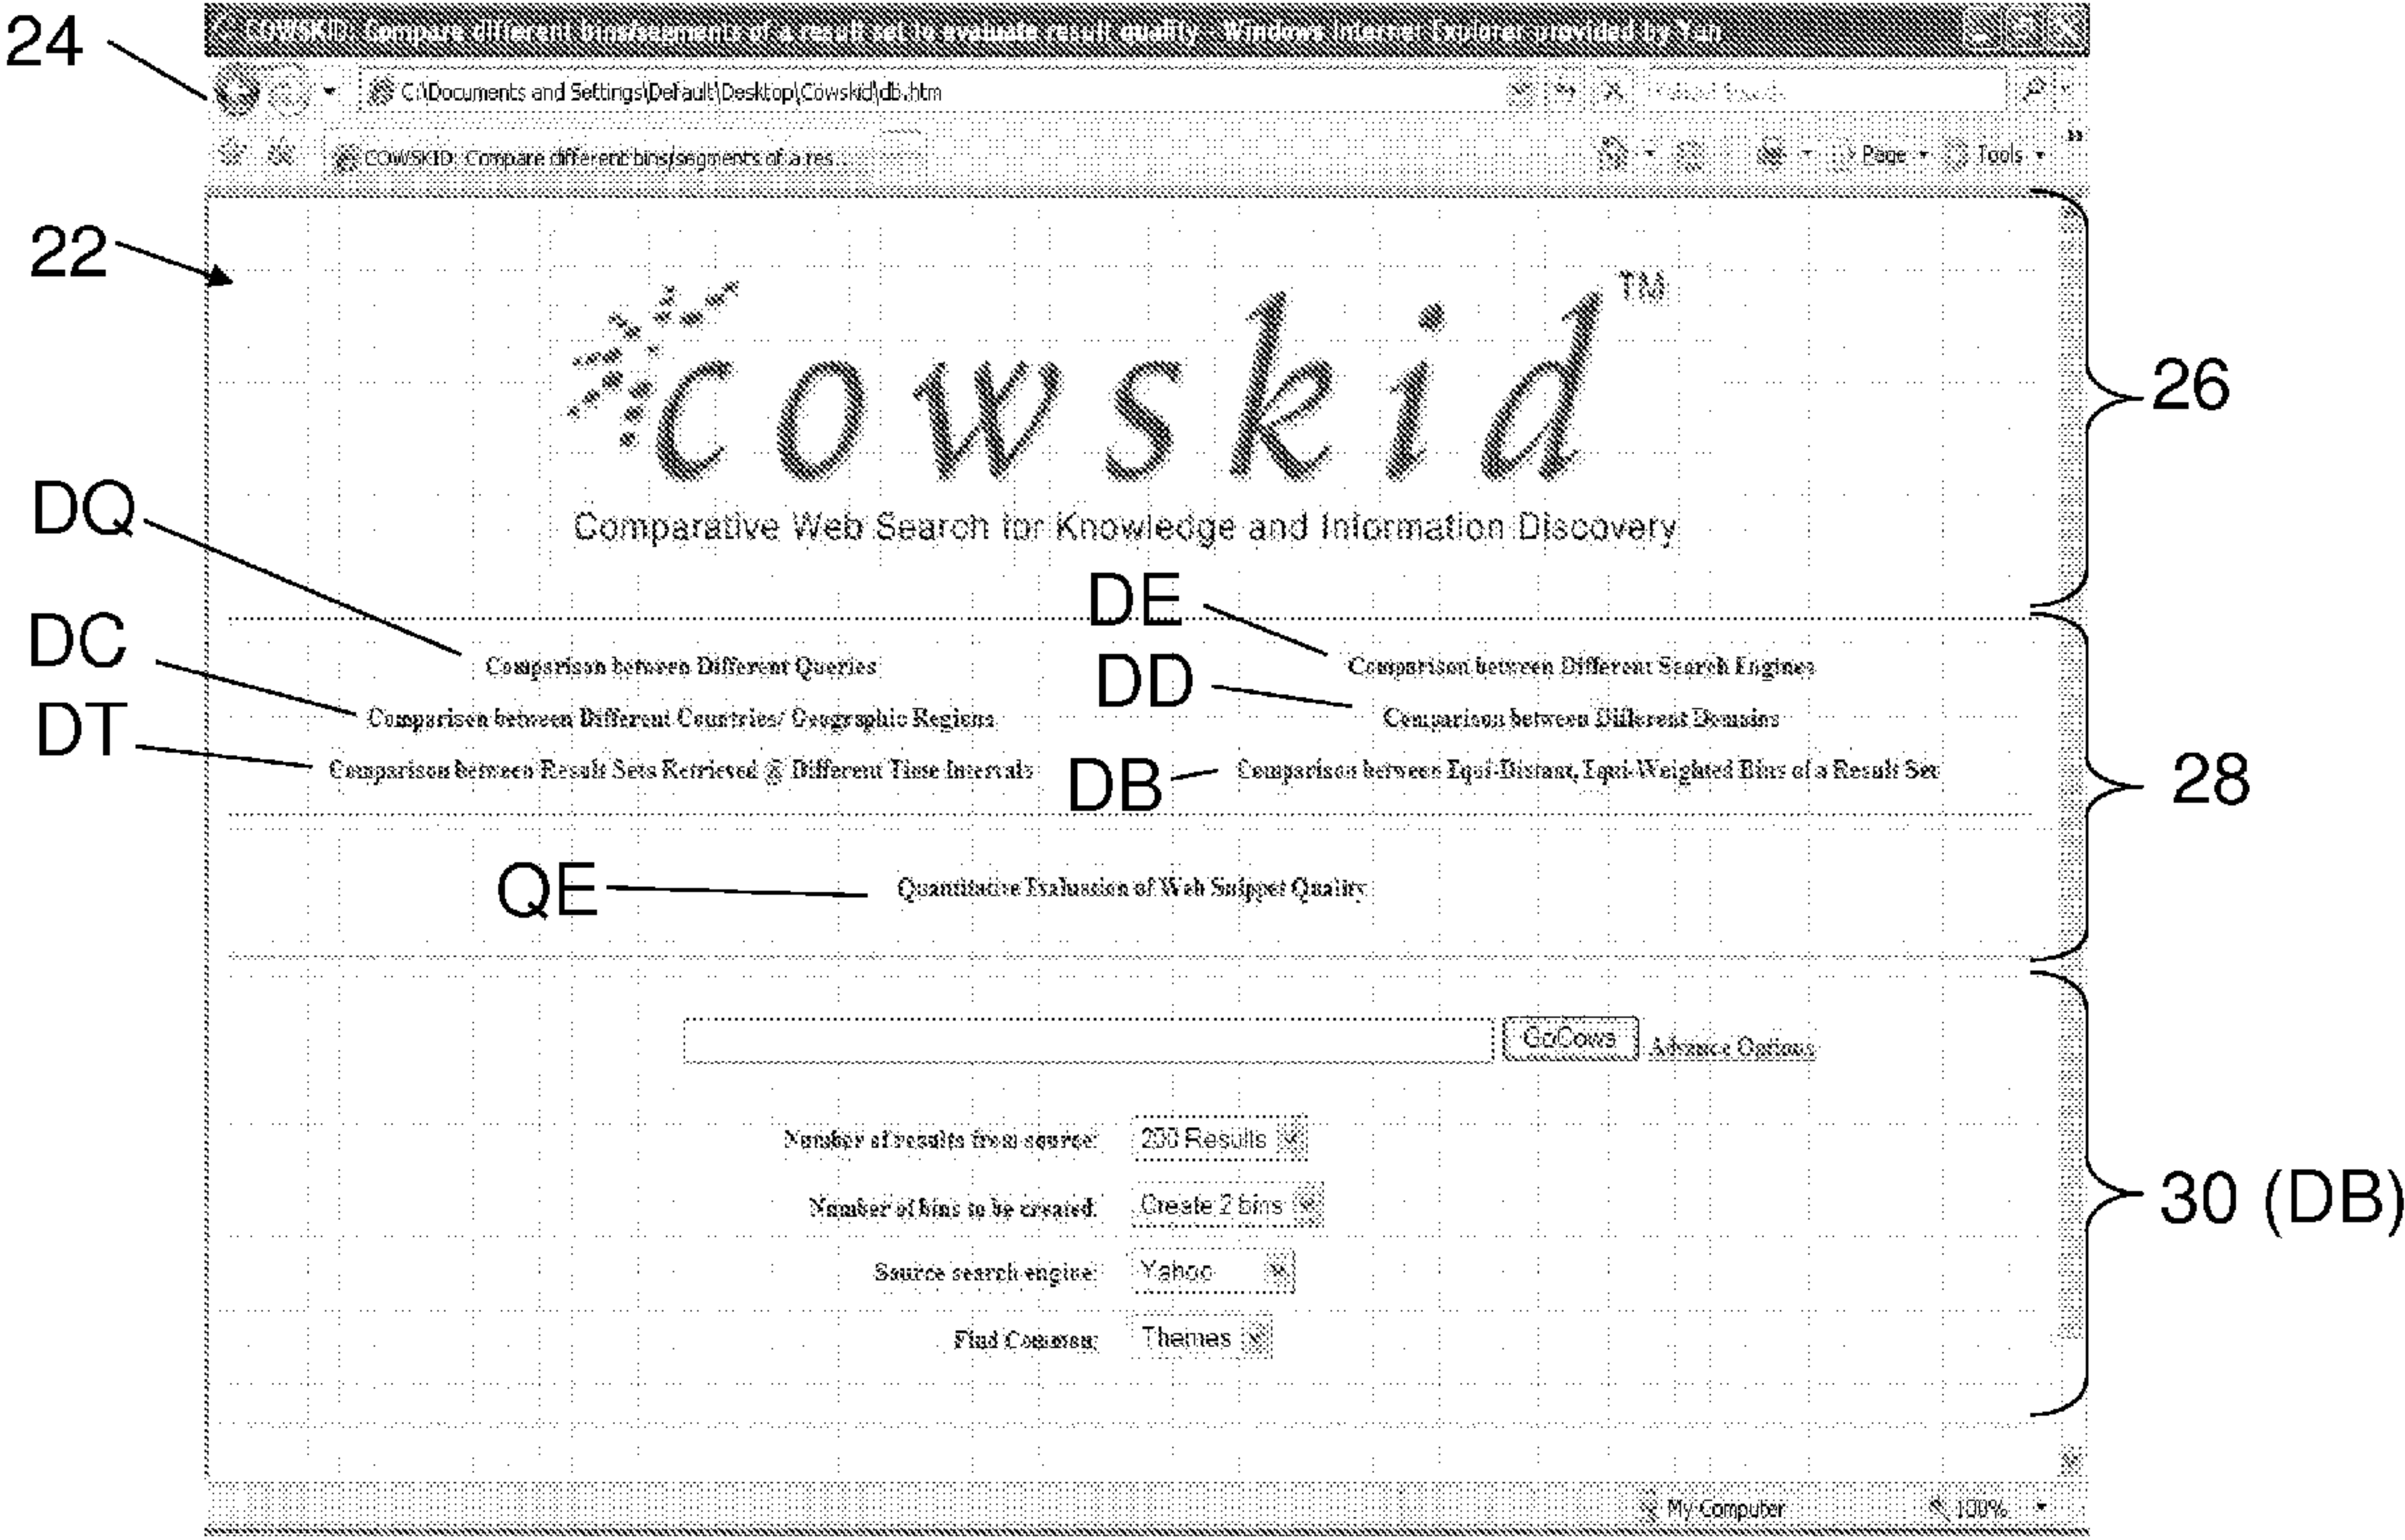 24
COWSKID: Compare different bins/segments of a result set to evaluate result quality - Windows Internet Explorer provided by Yah
C:\Documents and Settings\Default\Desktop\Cowskid\db.htm
COWSKID: Compare different bins/segments of a res...
Page
Tools
22
cowskid TM
26
Comparative Web Search for Knowledge and Information Discovery
DQ
DE
Comparison between Different Queries
Comparison between Different Search Engines
DC
DD
Comparison between Different Countries/ Geographic Regions
Comparison between Different Domains
DT
DB
Comparison between Result Sets Retrieved @ Different Time Intervals
Comparison between Equi-Distant, Equi-Weighted Bins of a Result Set
28
QE
Quantitative Evaluation of Web Snippet Quality
GoCows
Advance Options
Number of results from source: 200 Results
Number of bins to be created: Create 2 bins
30 (DB)
Source search engine: Yahoo
Find Common: Themes
My Computer
100%